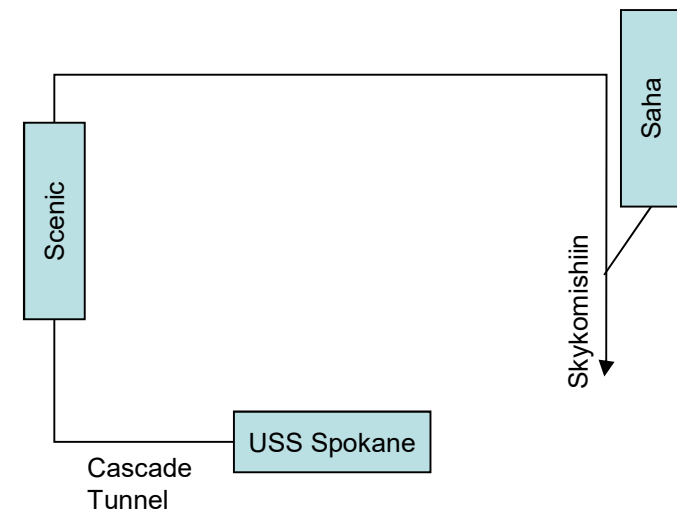 Saha
Scenic
Skykomishiin
USS Spokane
Cascade
Tunnel